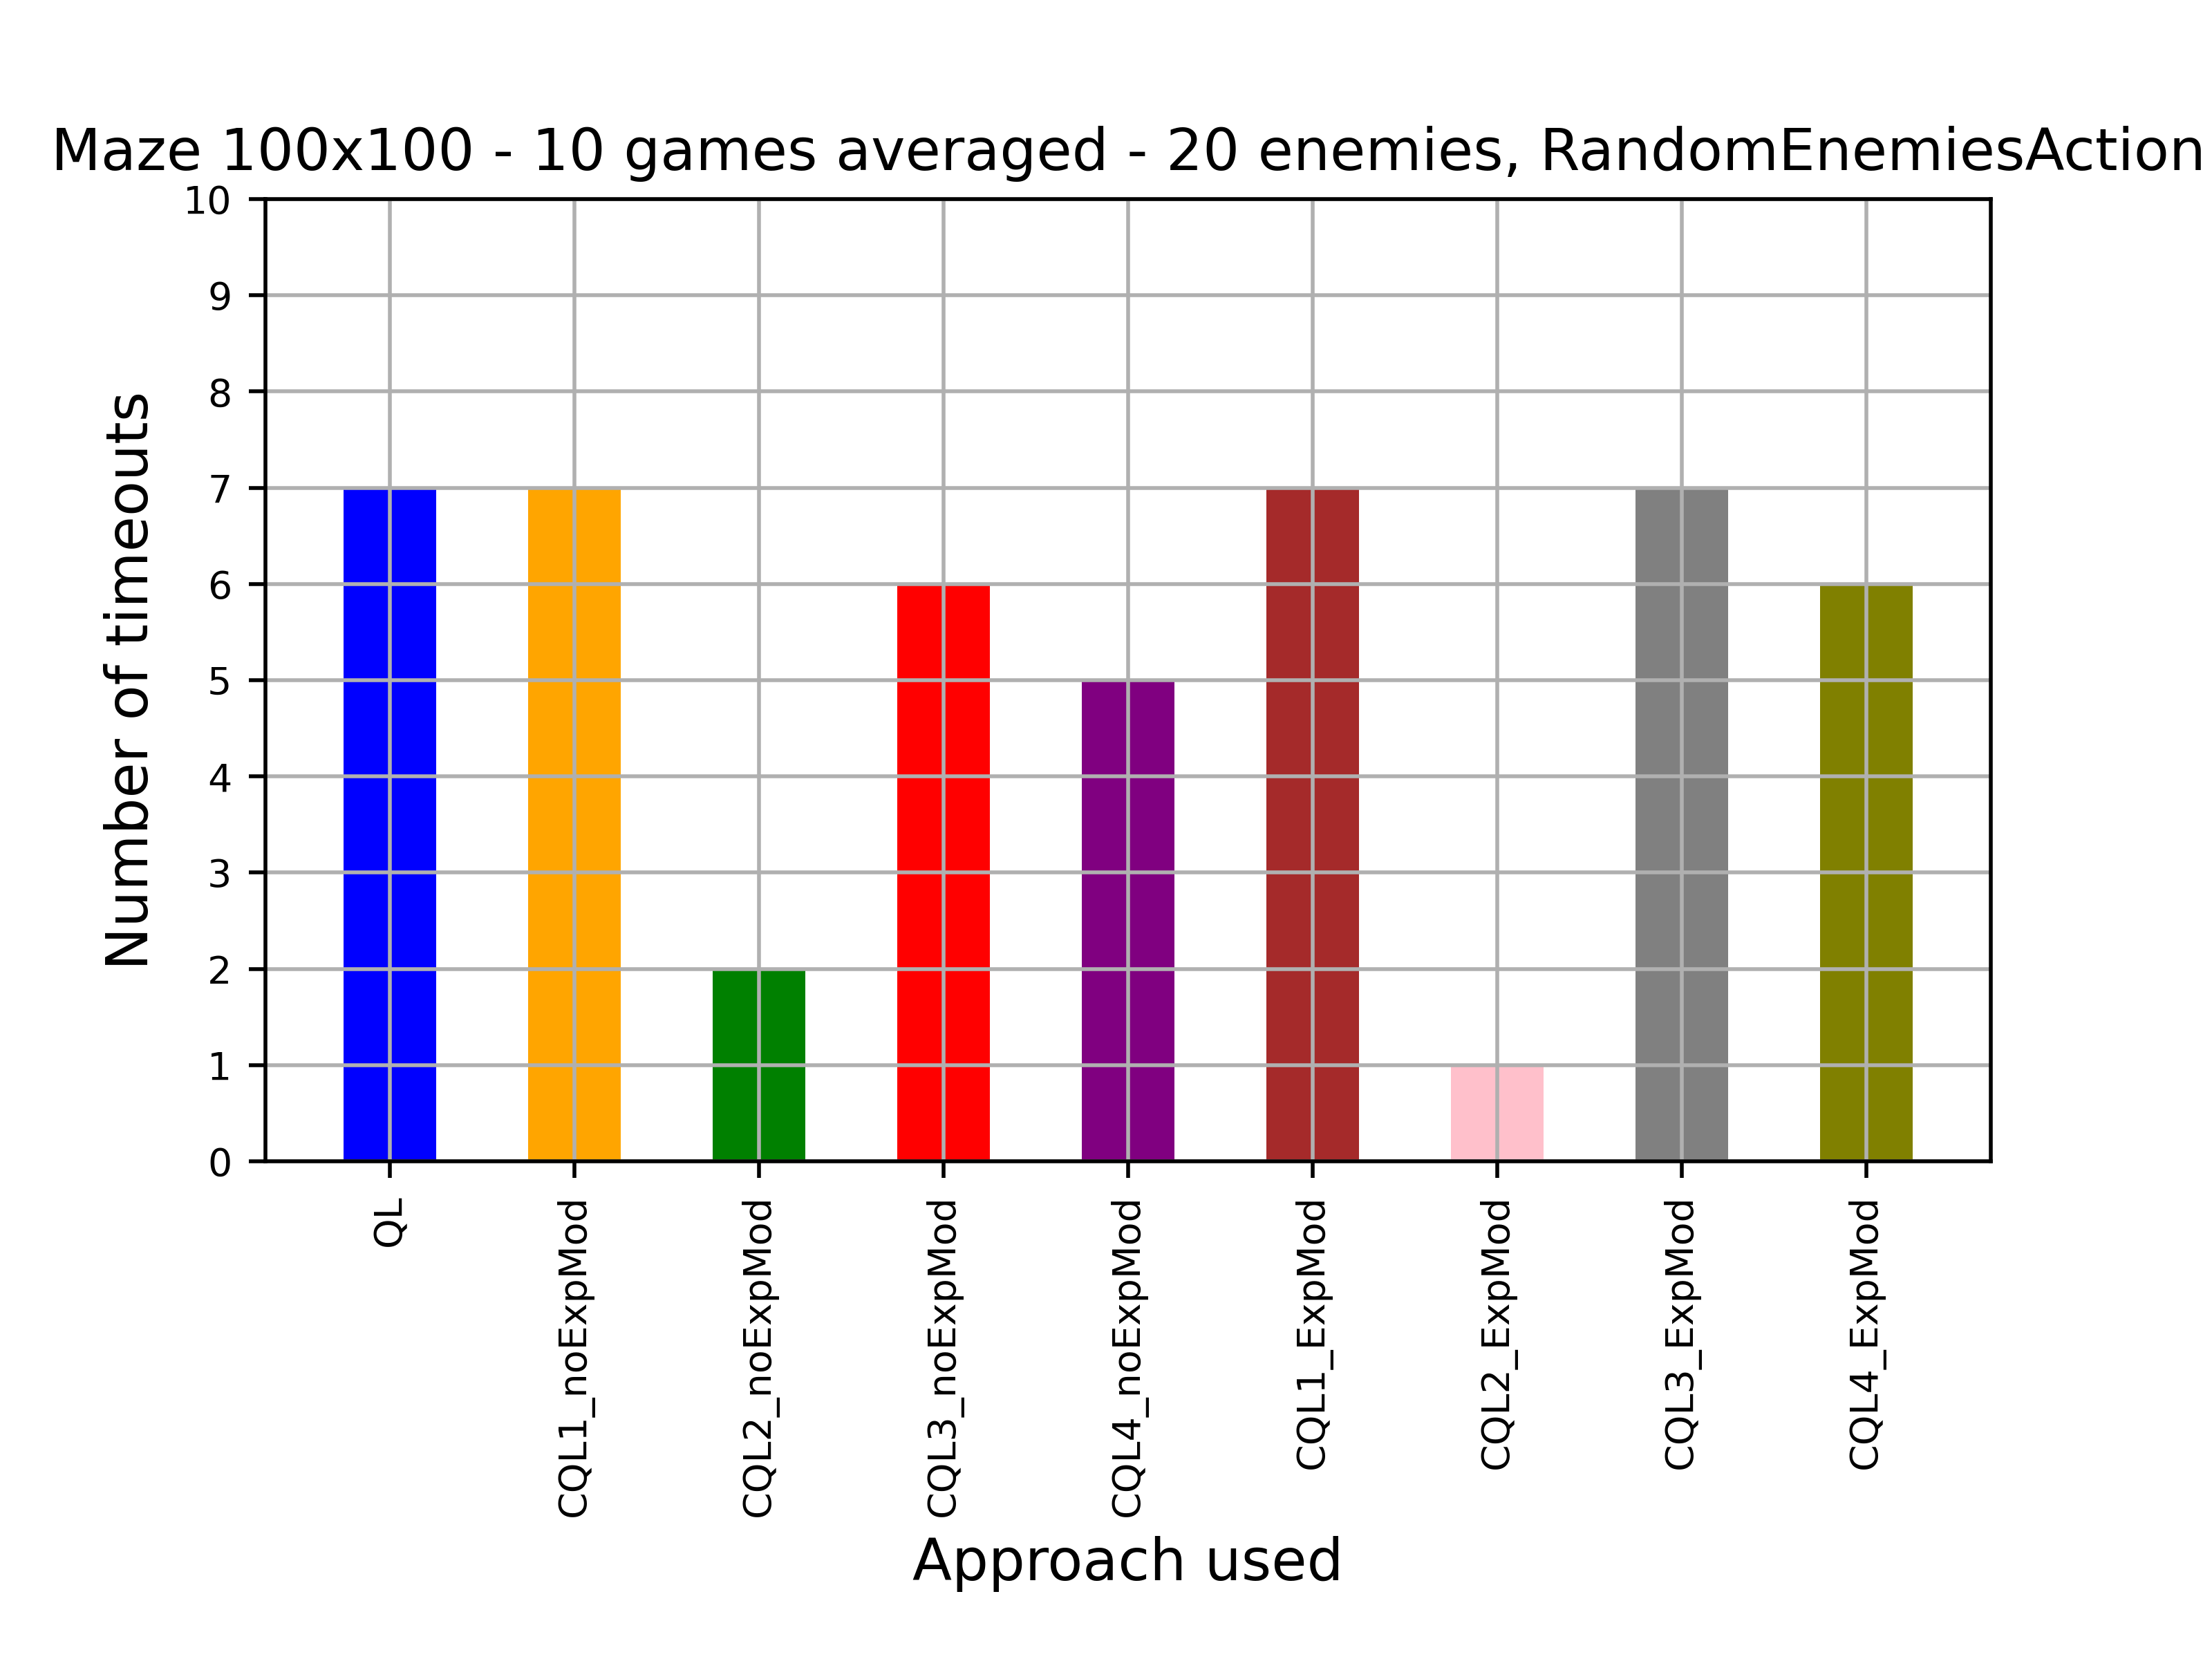 Maze 100x100 - 10 games averaged - 20 enemies, RandomEnemiesAction
Number of timeouts
10
9
8
7
6
5
4
3
2
1
0
QL
CQL1_noExpMod
CQL2_noExpMod
CQL3_noExpMod
CQL4_noExpMod
CQL1_ExpMod
CQL2_ExpMod
CQL3_ExpMod
CQL4_ExpMod
Approach used